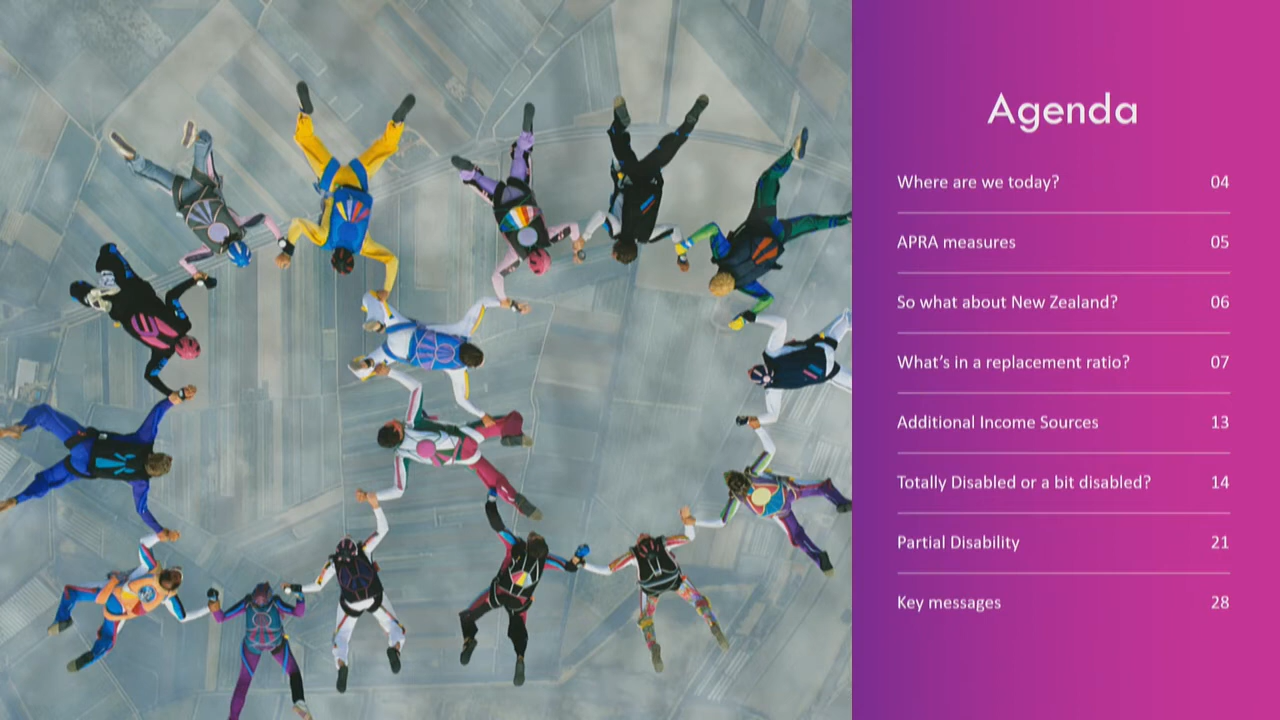 Agenda
Where are we today? 04
APRA measures 05
So what about New Zealand? 06
What's in a replacement ratio? 07
Additional Income Sources 13
Totally Disabled or a bit disabled? 14
Partial Disability 21
Key messages 28